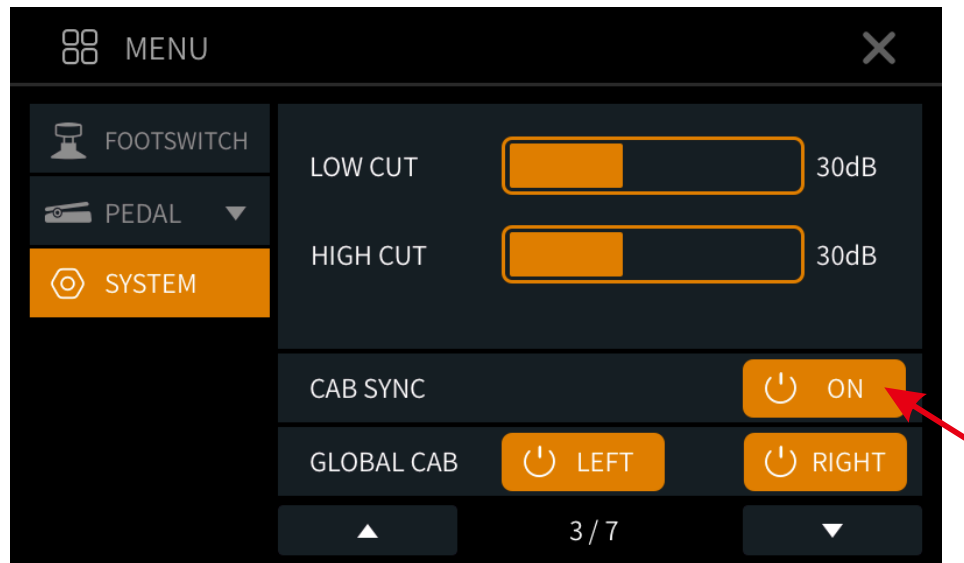 MENU
FOOTSWITCH
PEDAL
SYSTEM
LOW CUT 30dB
HIGH CUT 30dB
CAB SYNC ON
GLOBAL CAB LEFT RIGHT
3/7